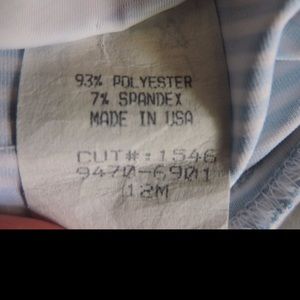 93% POLYESTER
7% SPANDEX
MADE IN USA
CUT#:1546
9470-6901
12M